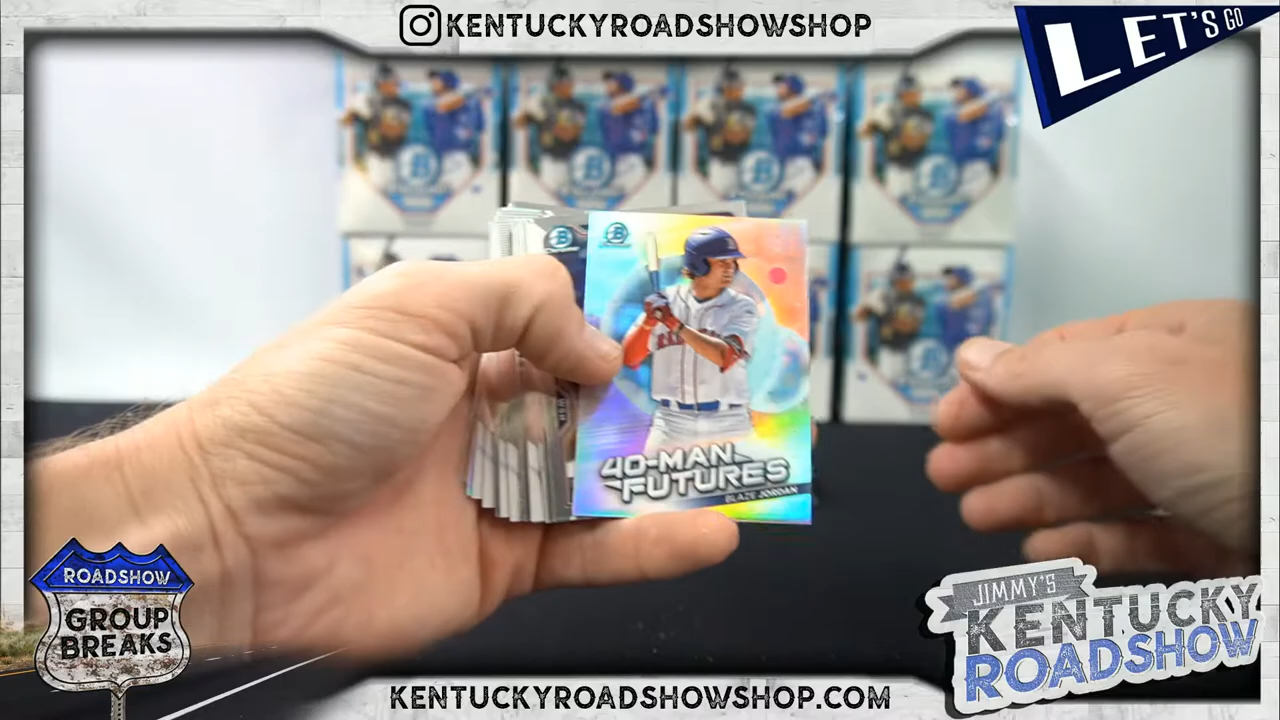 KENTUCKYROADSHOWSHOP
LET'S GO
B
40-MAN
FUTURES
BLAZE JORDAN
ROADSHOW
GROUP
BREAKS
JIMMY'S
KENTUCKY
ROADSHOW
KENTUCKYROADSHOWSHOP.COM